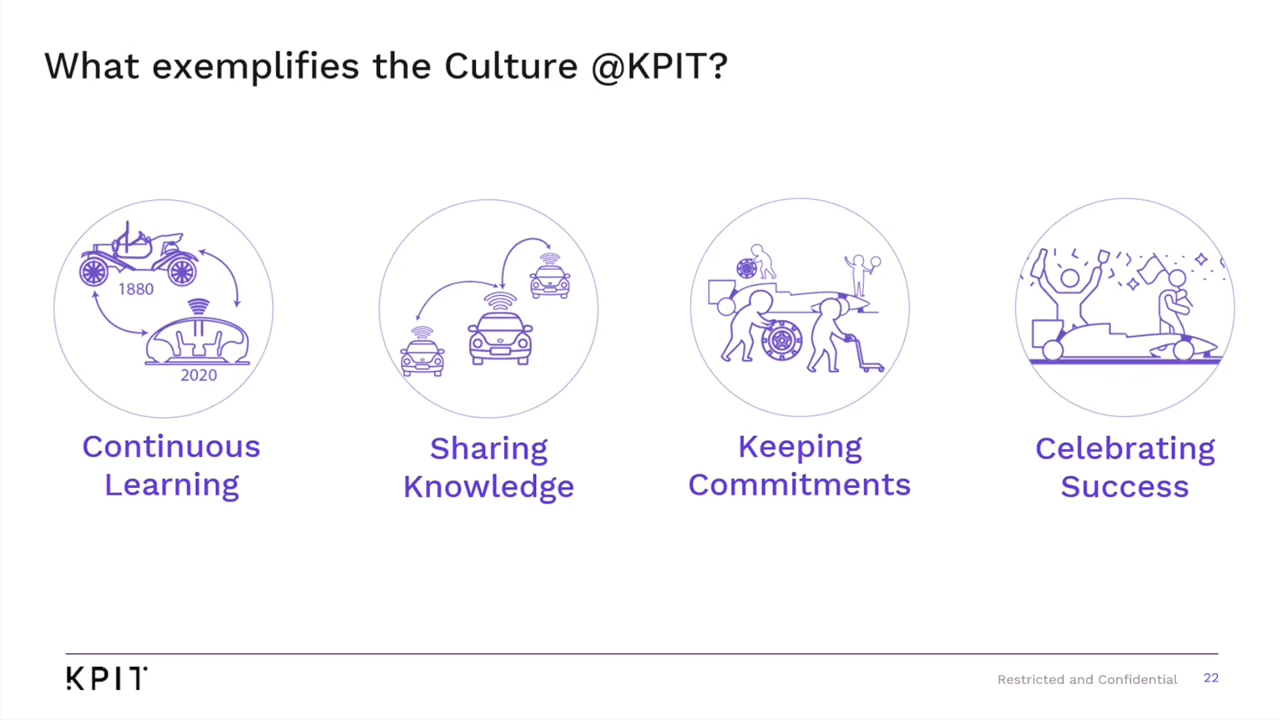 What exemplifies the Culture @KPIT?
1880
2020
Continuous
Learning
Sharing
Knowledge
Keeping
Commitments
Celebrating
Success
KPIT
Restricted and Confidential
22